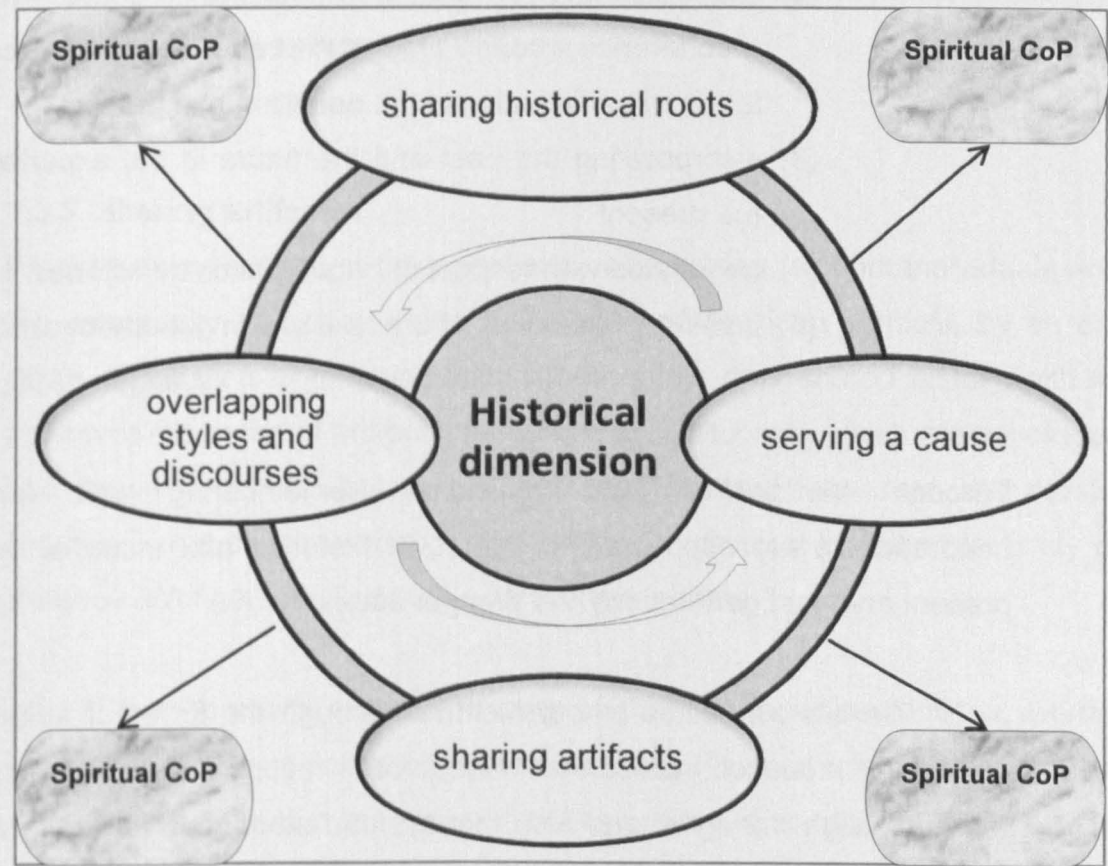 Spiritual CoP
Spiritual CoP
sharing historical roots
overlapping
styles and
discourses
Historical
dimension
serving a cause
sharing artifacts
Spiritual CoP
Spiritual CoP